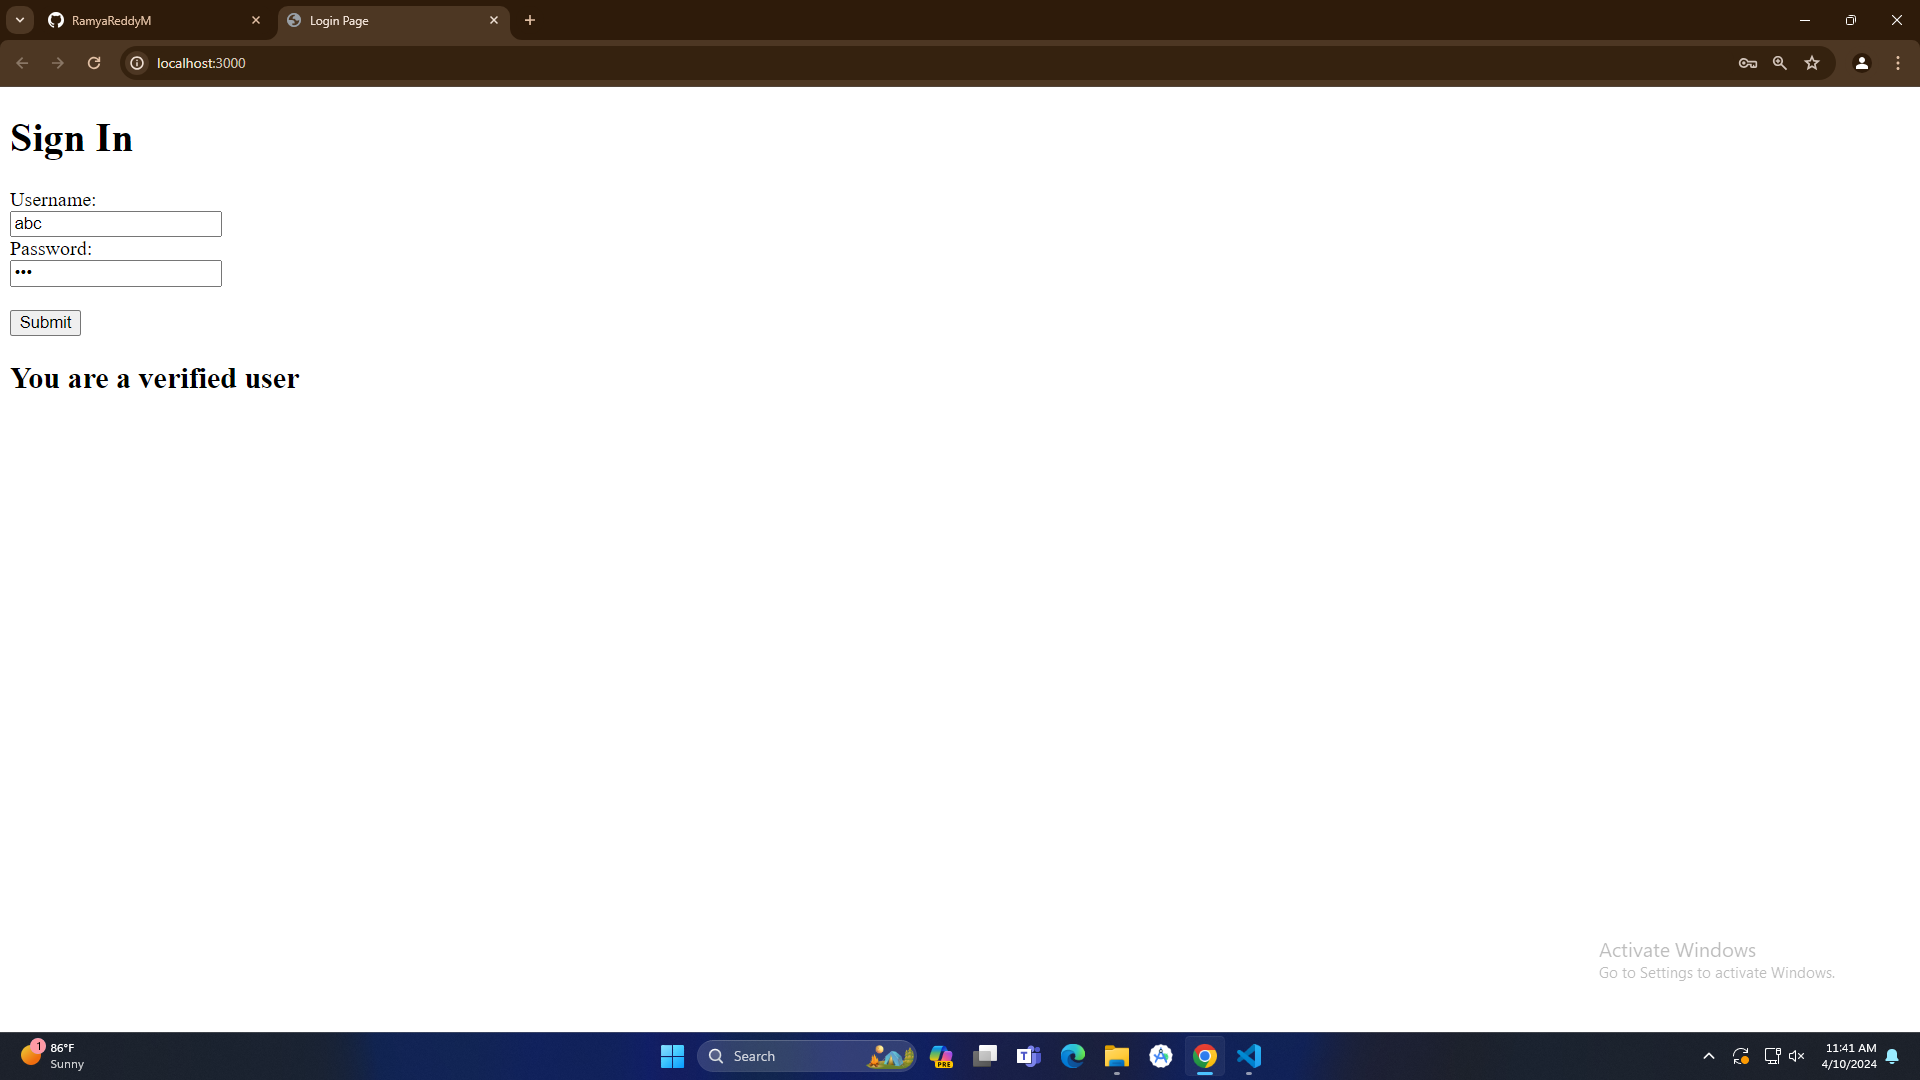 RamyaReddyM
Login Page
localhost:3000
Sign In
Username:
abc
Password:
•••
Submit
You are a verified user
Activate Windows
Go to Settings to activate Windows.
1
86°F
Sunny
Search
PRE
T
11:41 AM
4/10/2024